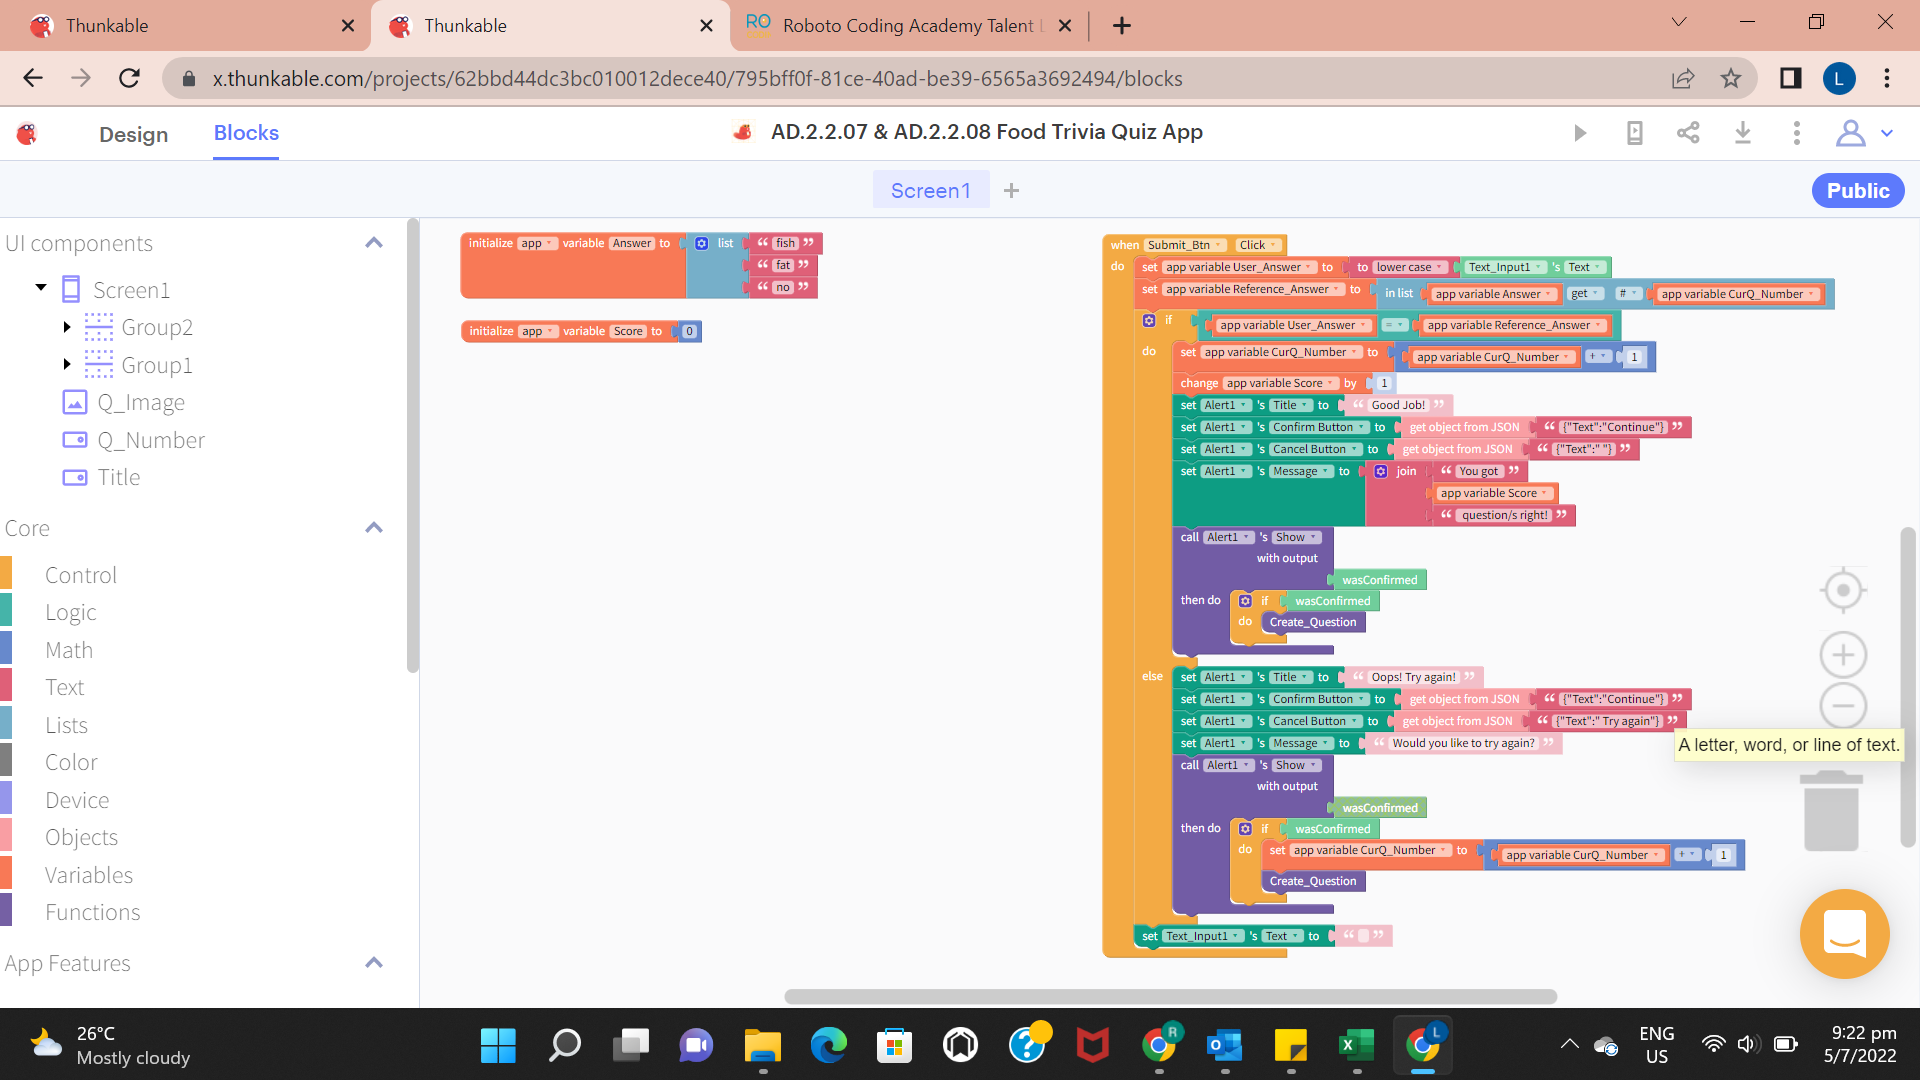 Thunkable
Thunkable
RO Roboto Coding Academy Talent L
x.thunkable.com/projects/62bbd44dc3bc010012dece40/795bff0f-81ce-40ad-be39-6565a3692494/blocks
L
Design
Blocks
AD.2.2.07 & AD.2.2.08 Food Trivia Quiz App
Screen1 +
Public
UI components
Screen1
Group2
Group1
Q_Image
Q_Number
Title
Core
Control
Logic
Math
Text
Lists
Color
Device
Objects
Variables
Functions
App Features
initialize app variable Answer to list “ fish ”
“ fat ”
“ no ”
initialize app variable Score to 0
when Submit_Btn Click
do set app variable User_Answer to to lower case Text_Input1 's Text
set app variable Reference_Answer to in list app variable Answer get # app variable CurQ_Number
if app variable User_Answer = app variable Reference_Answer
do set app variable CurQ_Number to app variable CurQ_Number + 1
change app variable Score by 1
set Alert1 's Title to “ Good Job! ”
set Alert1 's Confirm Button to get object from JSON “ {"Text":"Continue"} ”
set Alert1 's Cancel Button to get object from JSON “ {"Text":" "} ”
set Alert1 's Message to join “ You got ”
app variable Score
“ question/s right! ”
call Alert1 's Show
with output
wasConfirmed
then do if wasConfirmed
do Create_Question
else set Alert1 's Title to “ Oops! Try again! ”
set Alert1 's Confirm Button to get object from JSON “ {"Text":"Continue"} ”
set Alert1 's Cancel Button to get object from JSON “ {"Text":" Try again"} ”
set Alert1 's Message to “ Would you like to try again? ”
call Alert1 's Show
with output
wasConfirmed
then do if wasConfirmed
do set app variable CurQ_Number to app variable CurQ_Number + 1
Create_Question
set Text_Input1 's Text to “ ”
A letter, word, or line of text.
26°C
Mostly cloudy
R
L
ENG
US
9:22 pm
5/7/2022